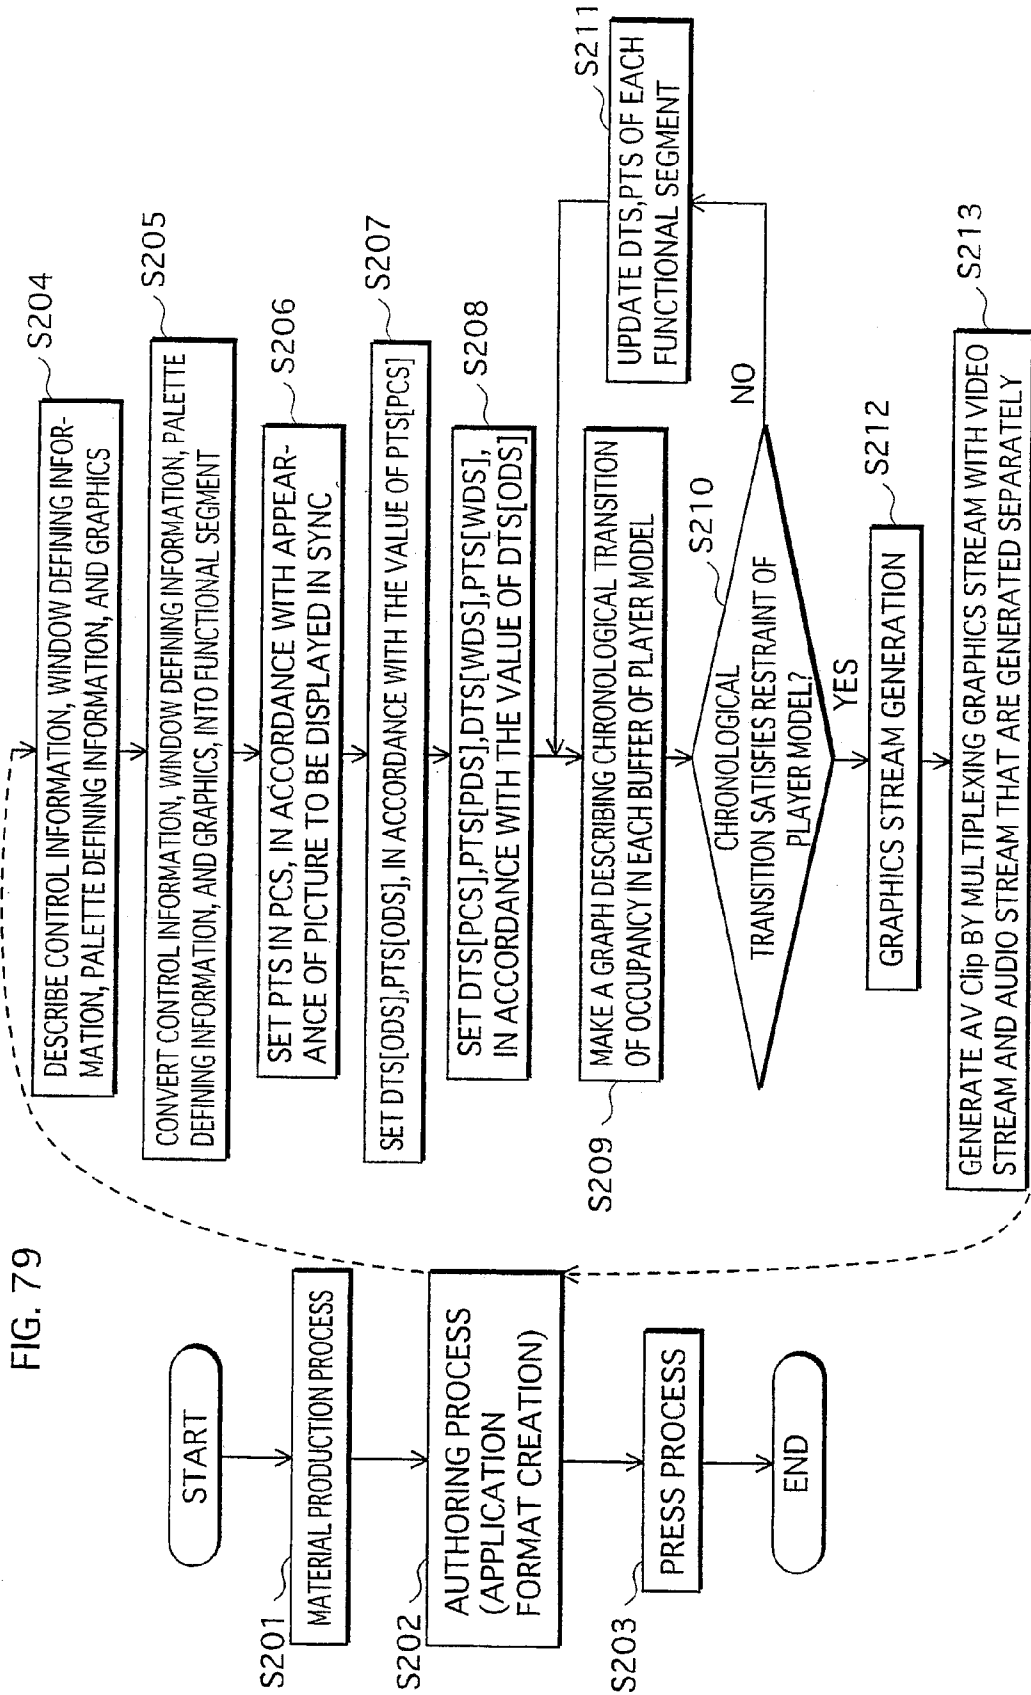 FIG. 79
START
S201
MATERIAL PRODUCTION PROCESS
S202
AUTHORING PROCESS
(APPLICATION
FORMAT CREATION)
S203
PRESS PROCESS
END
S204
DESCRIBE CONTROL INFORMATION, WINDOW DEFINING INFOR-
MATION, PALETTE DEFINING INFORMATION, AND GRAPHICS
S205
CONVERT CONTROL INFORMATION, WINDOW DEFINING INFORMATION, PALETTE
DEFINING INFORMATION, AND GRAPHICS, INTO FUNCTIONAL SEGMENT
S206
SET PTS IN PCS, IN ACCORDANCE WITH APPEAR-
ANCE OF PICTURE TO BE DISPLAYED IN SYNC
S207
SET DTS[ODS],PTS[ODS], IN ACCORDANCE WITH THE VALUE OF PTS[PCS]
S208
SET DTS[PCS],PTS[PDS],DTS[WDS],PTS[WDS],
IN ACCORDANCE WITH THE VALUE OF DTS[ODS]
S209
MAKE A GRAPH DESCRIBING CHRONOLOGICAL TRANSITION
OF OCCUPANCY IN EACH BUFFER OF PLAYER MODEL
S210
CHRONOLOGICAL
TRANSITION SATISFIES RESTRAINT OF
PLAYER MODEL?
NO
S211
UPDATE DTS,PTS OF EACH
FUNCTIONAL SEGMENT
YES
S212
GRAPHICS STREAM GENERATION
S213
GENERATE AV Clip BY MULTIPLEXING GRAPHICS STREAM WITH VIDEO
STREAM AND AUDIO STREAM THAT ARE GENERATED SEPARATELY